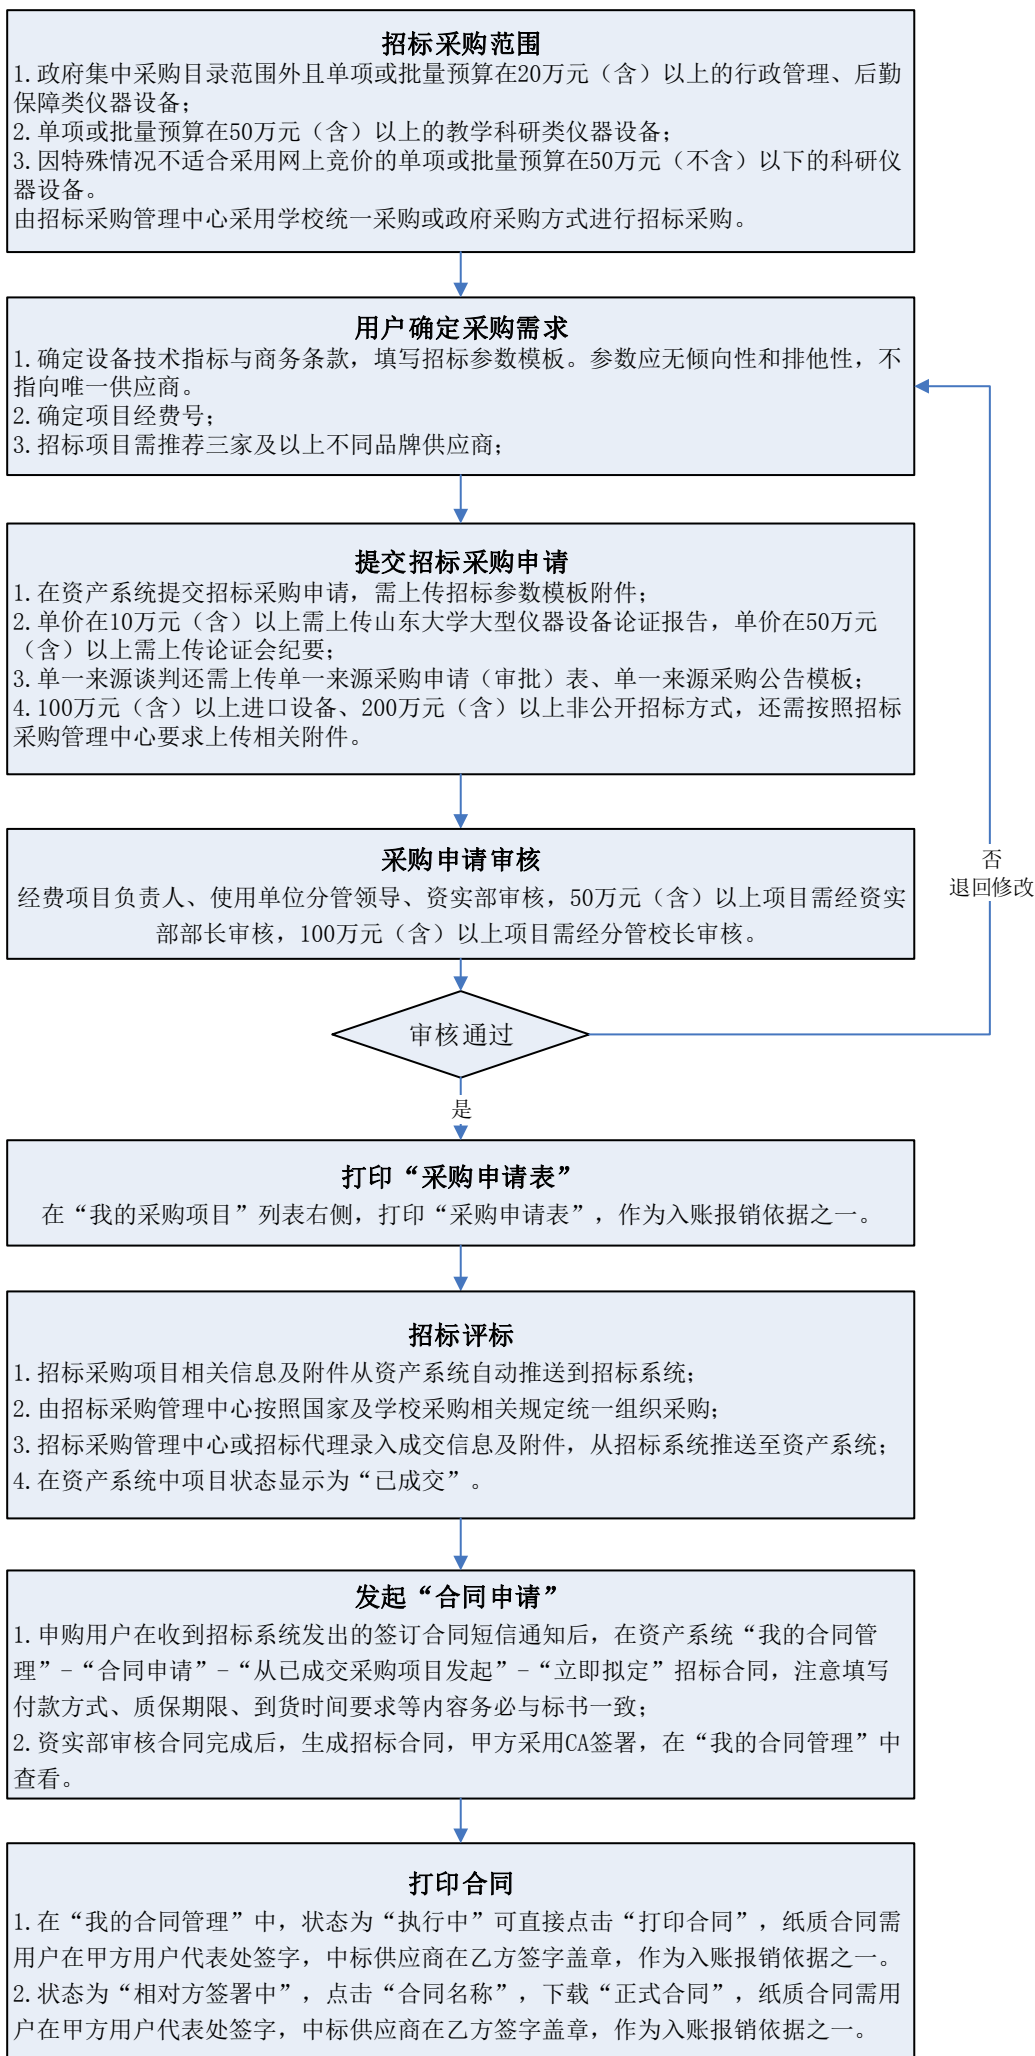 招标采购范围
1.政府集中采购目录范围外且单项或批量预算在20万元（含）以上的行政管理、后勤
保障类仪器设备；
2.单项或批量预算在50万元（含）以上的教学科研类仪器设备；
3.因特殊情况不适合采用网上竞价的单项或批量预算在50万元（不含）以下的科研仪
器设备。
由招标采购管理中心采用学校统一采购或政府采购方式进行招标采购。
用户确定采购需求
1.确定设备技术指标与商务条款，填写招标参数模板。参数应无倾向性和排他性，不
指向唯一供应商。
2.确定项目经费号；
3.招标项目需推荐三家及以上不同品牌供应商；
提交招标采购申请
1.在资产系统提交招标采购申请，需上传招标参数模板附件；
2.单价在10万元（含）以上需上传山东大学大型仪器设备论证报告，单价在50万元
（含）以上需上传论证会纪要；
3.单一来源谈判还需上传单一来源采购申请（审批）表、单一来源采购公告模板；
4.100万元（含）以上进口设备、200万元（含）以上非公开招标方式，还需按照招标
采购管理中心要求上传相关附件。
采购申请审核
经费项目负责人、使用单位分管领导、资实部审核，50万元（含）以上项目需经资实
部部长审核，100万元（含）以上项目需经分管校长审核。
否
退回修改
审核通过
是
打印“采购申请表”
在“我的采购项目”列表右侧，打印“采购申请表”，作为入账报销依据之一。
招标评标
1.招标采购项目相关信息及附件从资产系统自动推送到招标系统；
2.由招标采购管理中心按照国家及学校采购相关规定统一组织采购；
3.招标采购管理中心或招标代理录入成交信息及附件，从招标系统推送至资产系统；
4.在资产系统中项目状态显示为“已成交”。
发起“合同申请”
1.申购用户在收到招标系统发出的签订合同短信通知后，在资产系统“我的合同管
理”-“合同申请”-“从已成交采购项目发起”-“立即拟定”招标合同，注意填写
付款方式、质保期限、到货时间要求等内容务必与标书一致；
2.资实部审核合同完成后，生成招标合同，甲方采用CA签署，在“我的合同管理”中
查看。
打印合同
1.在“我的合同管理”中，状态为“执行中”可直接点击“打印合同”，纸质合同需
用户在甲方用户代表处签字，中标供应商在乙方签字盖章，作为入账报销依据之一。
2.状态为“相对方签署中”，点击“合同名称”，下载“正式合同”，纸质合同需用
户在甲方用户代表处签字，中标供应商在乙方签字盖章，作为入账报销依据之一。